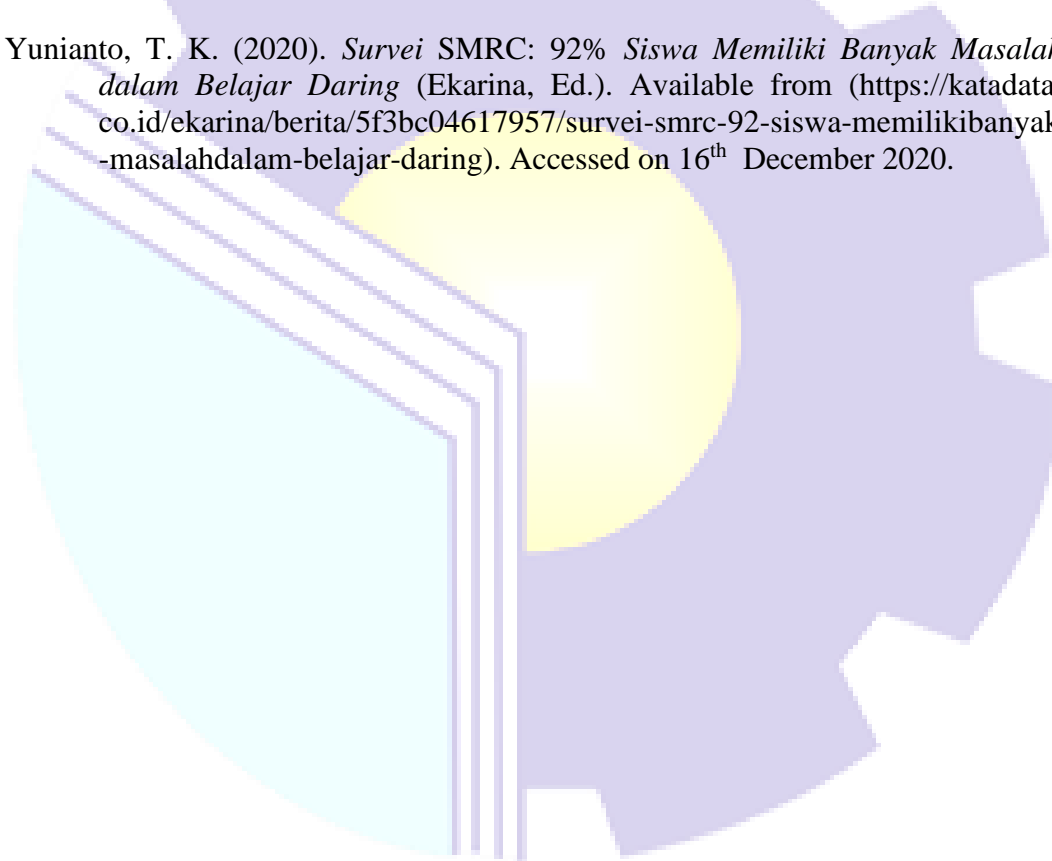 Yunianto, T. K. (2020). Survei SMRC: 92% Siswa Memiliki Banyak Masalah
dalam Belajar Daring (Ekarina, Ed.). Available from (https://katadata
co.id/ekarina/berita/5f3bc04617957/survei-smrc-92-siswa-memilikibanyak
-masalahdalam-belajar-daring). Accessed on 16th December 2020.